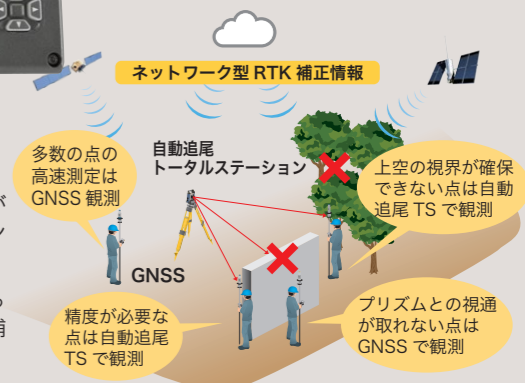 ネットワーク型 RTK 補正情報
多数の点の
高速測定は
GNSS 観測
自動追尾
トータルステーション
上空の視界が確保
できない点は自動
追尾 TS で観測
GNSS
精度が必要な
点は自動追尾
TS で観測
プリズムとの視通
が取れない点は
GNSS で観測
が